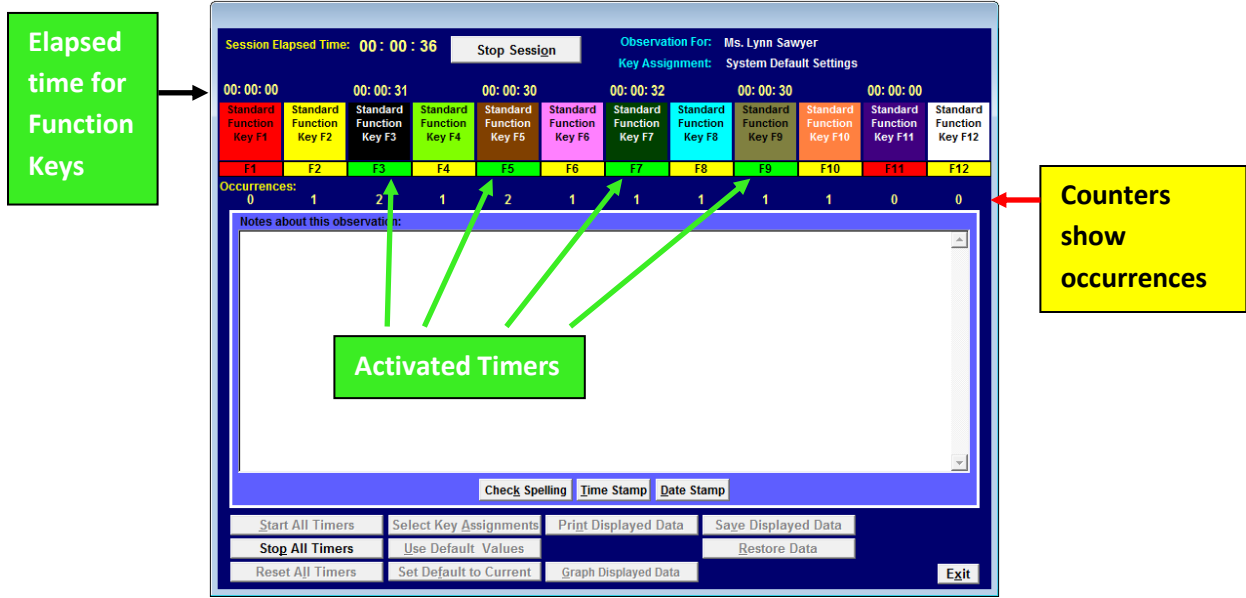 Elapsed
time for
Function
Keys
Session Elapsed Time: 00: 00 : 36
Stop Session
Observation For: Ms. Lynn Sawyer
Key Assignment: System Default Settings
00: 00: 00 00: 00: 31 00: 00: 30 00: 00: 32 00: 00: 30 00: 00: 00
Standard Standard Standard Standard Standard Standard Standard Standard Standard Standard Standard Standard
Function Function Function Function Function Function Function Function Function Function Function Function
Key F1 Key F2 Key F3 Key F4 Key F5 Key F6 Key F7 Key F8 Key F9 Key F10 Key F11 Key F12
F1 F2 F3 F4 F5 F6 F7 F8 F9 F10 F11 F12
Occurrences:
0 1 2 1 2 1 1 1 1 1 0 0
Counters
show
occurrences
Notes about this observation:
Activated Timers
Check Spelling Time Stamp Date Stamp
Start All Timers Select Key Assignments Print Displayed Data Save Displayed Data
Stop All Timers Use Default Values Restore Data
Reset All Timers Set Default to Current Graph Displayed Data Exit